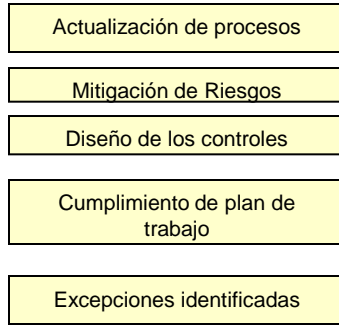 Actualización de procesos
Mitigación de Riesgos
Diseño de los controles
Cumplimiento de plan de
trabajo
Excepciones identificadas